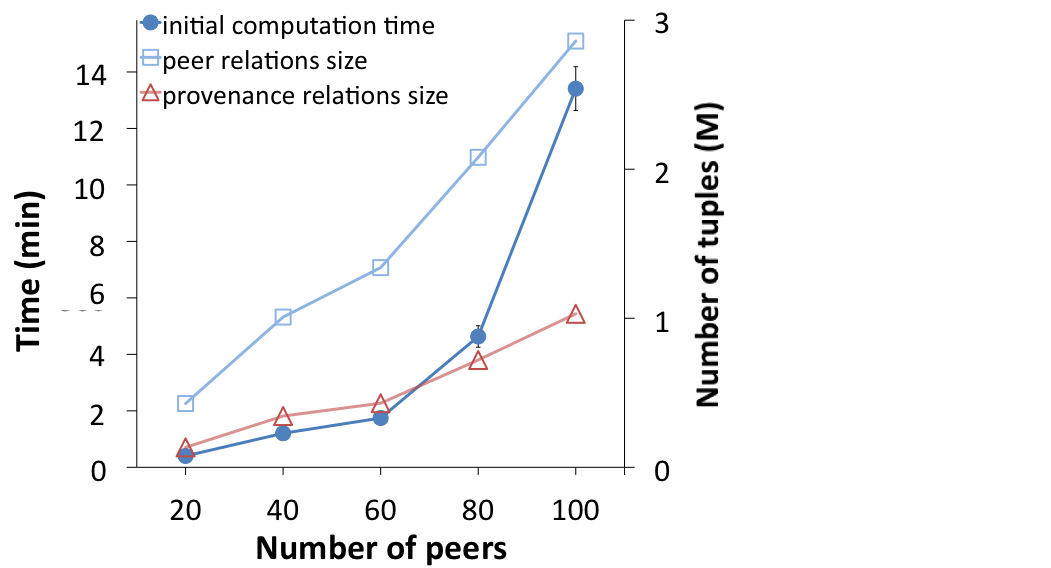 initial computation time
peer relations size
provenance relations size
14
12
10
8
6
4
2
0
Time (min)
3
2
1
0
Number of tuples (M)
20 40 60 80 100
Number of peers